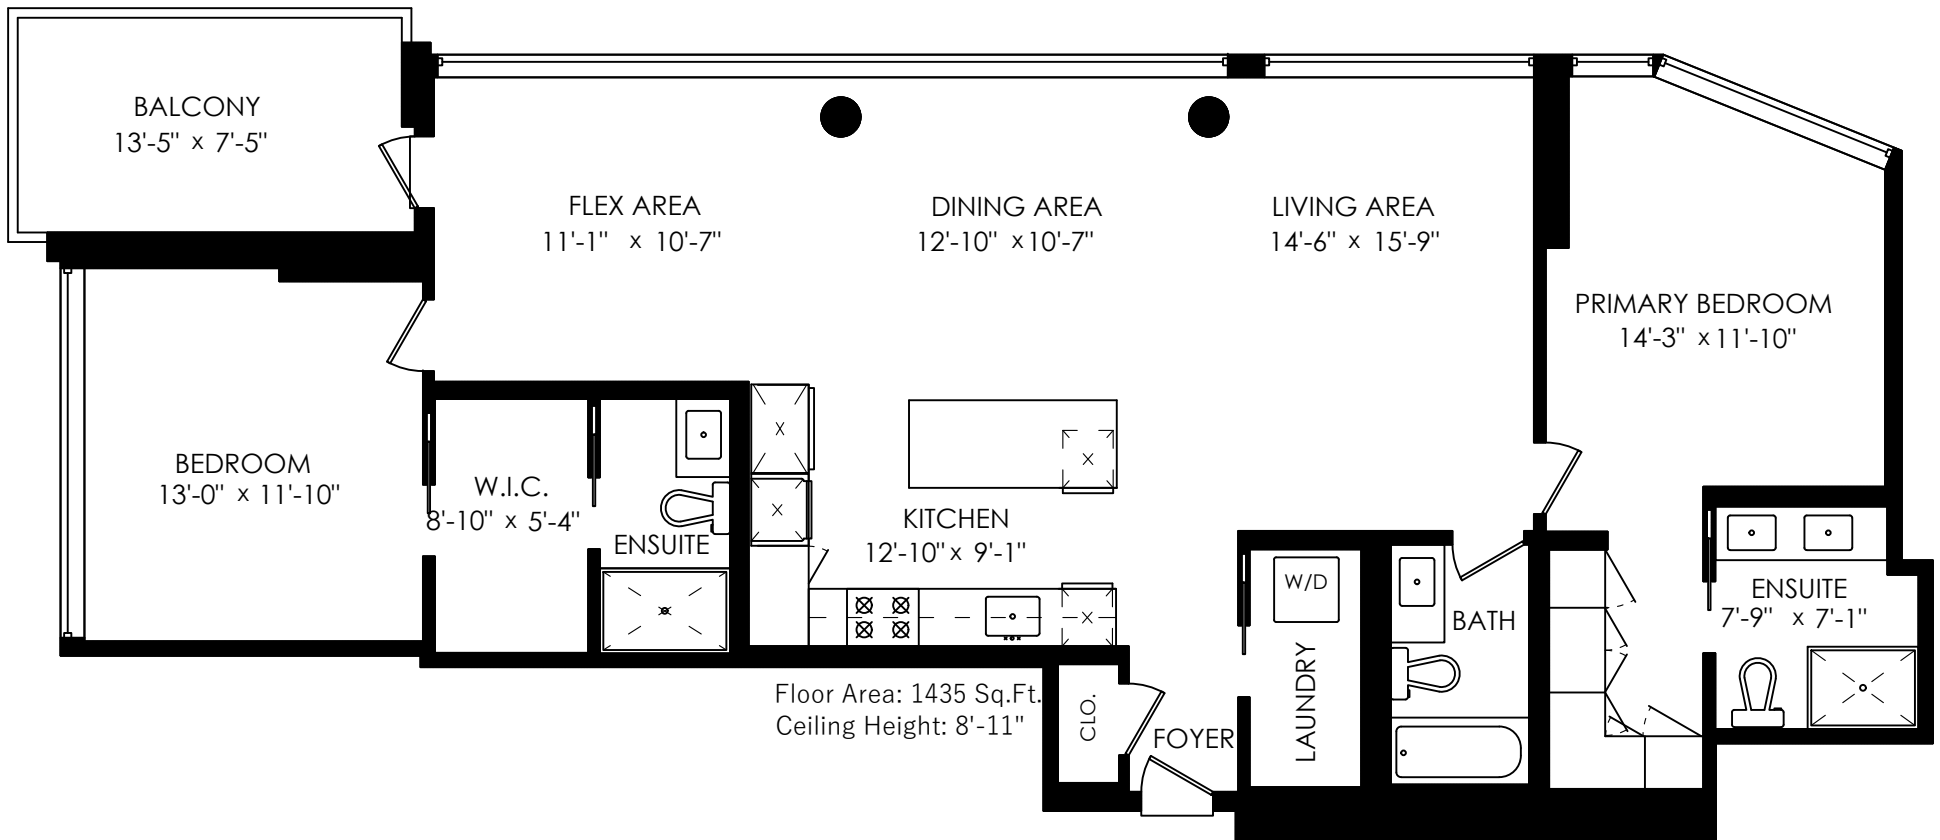 BALCONY
13'-5" x 7'-5"
FLEX AREA
11'-1" x 10'-7"
DINING AREA
12'-10" x 10'-7"
LIVING AREA
14'-6" x 15'-9"
PRIMARY BEDROOM
14'-3" x 11'-10"
BEDROOM
13'-0" x 11'-10"
W.I.C.
8'-10" x 5'-4"
ENSUITE
KITCHEN
12'-10" x 9'-1"
W/D
LAUNDRY
BATH
ENSUITE
7'-9" x 7'-1"
Floor Area: 1435 Sq.Ft.
Ceiling Height: 8'-11"
CLO.
FOYER